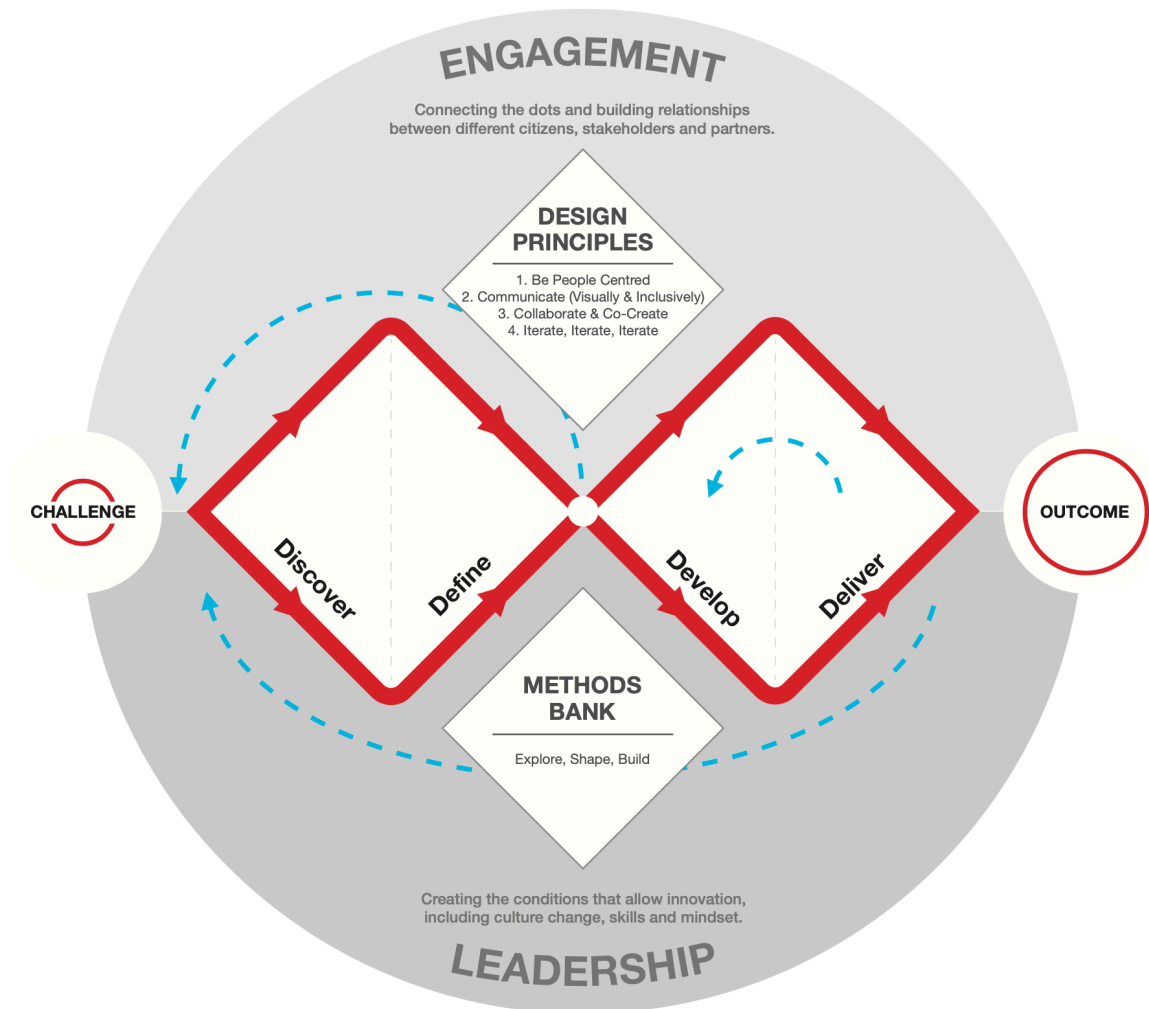 ENGAGEMENT
Connecting the dots and building relationships
between different citizens, stakeholders and partners.
DESIGN
PRINCIPLES
1. Be People Centred
2. Communicate (Visually & Inclusively)
3. Collaborate & Co-Create
4. Iterate, Iterate, Iterate
CHALLENGE
OUTCOME
Discover
Define
Develop
Deliver
METHODS
BANK
Explore, Shape, Build
Creating the conditions that allow innovation,
including culture change, skills and mindset.
LEADERSHIP